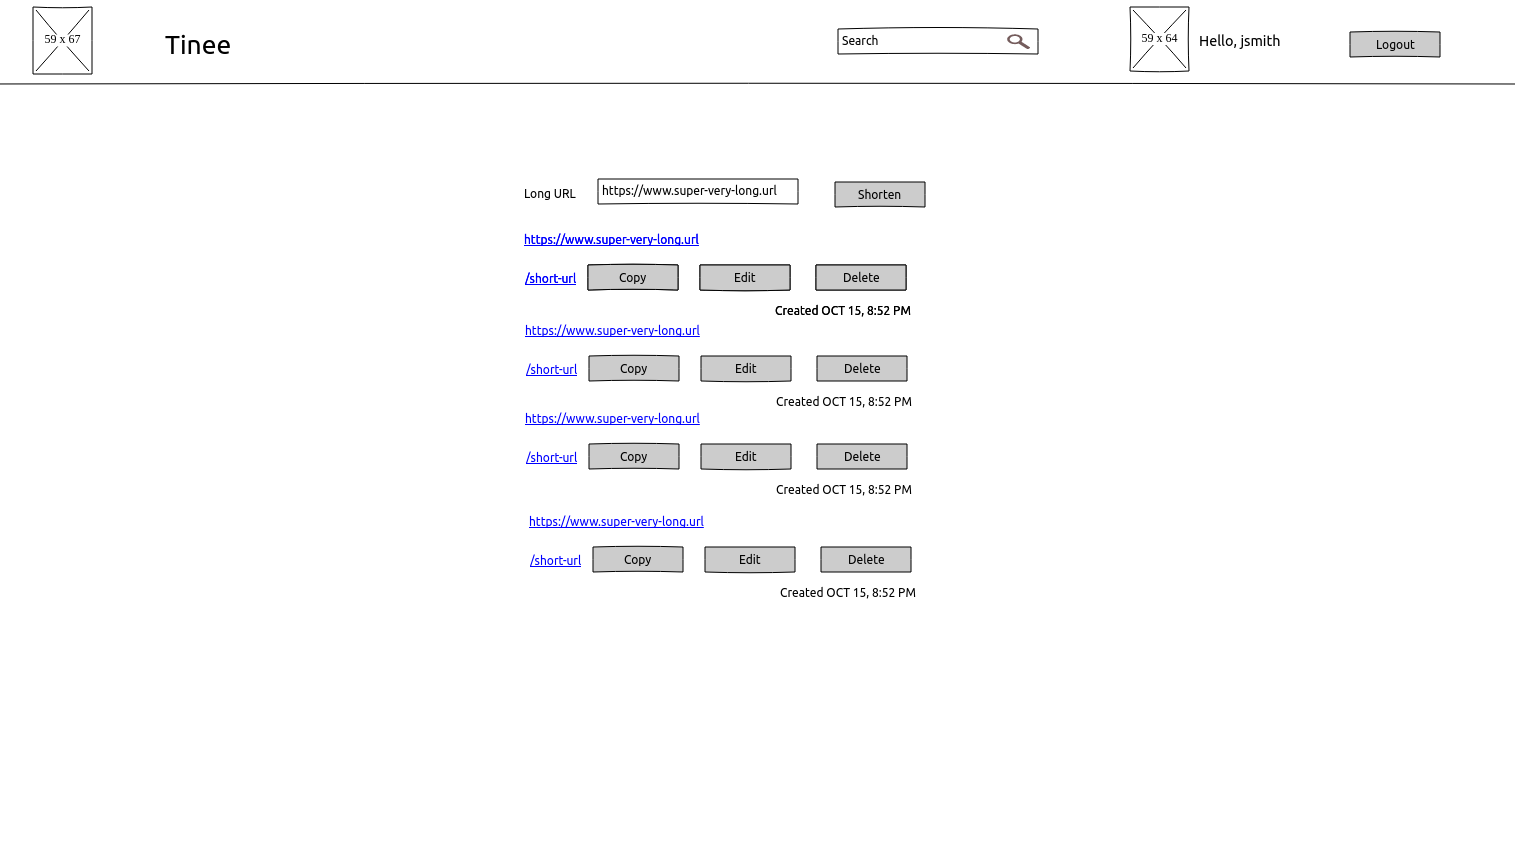 59 x 67
Tinee
Search
59 x 64
Hello, jsmith
Logout
Long URL
https://www.super-very-long.url
Shorten
https://www.super-very-long.url
/short-url
Copy
Edit
Delete
Created OCT 15, 8:52 PM
https://www.super-very-long.url
/short-url
Copy
Edit
Delete
Created OCT 15, 8:52 PM
https://www.super-very-long.url
/short-url
Copy
Edit
Delete
Created OCT 15, 8:52 PM
https://www.super-very-long.url
/short-url
Copy
Edit
Delete
Created OCT 15, 8:52 PM